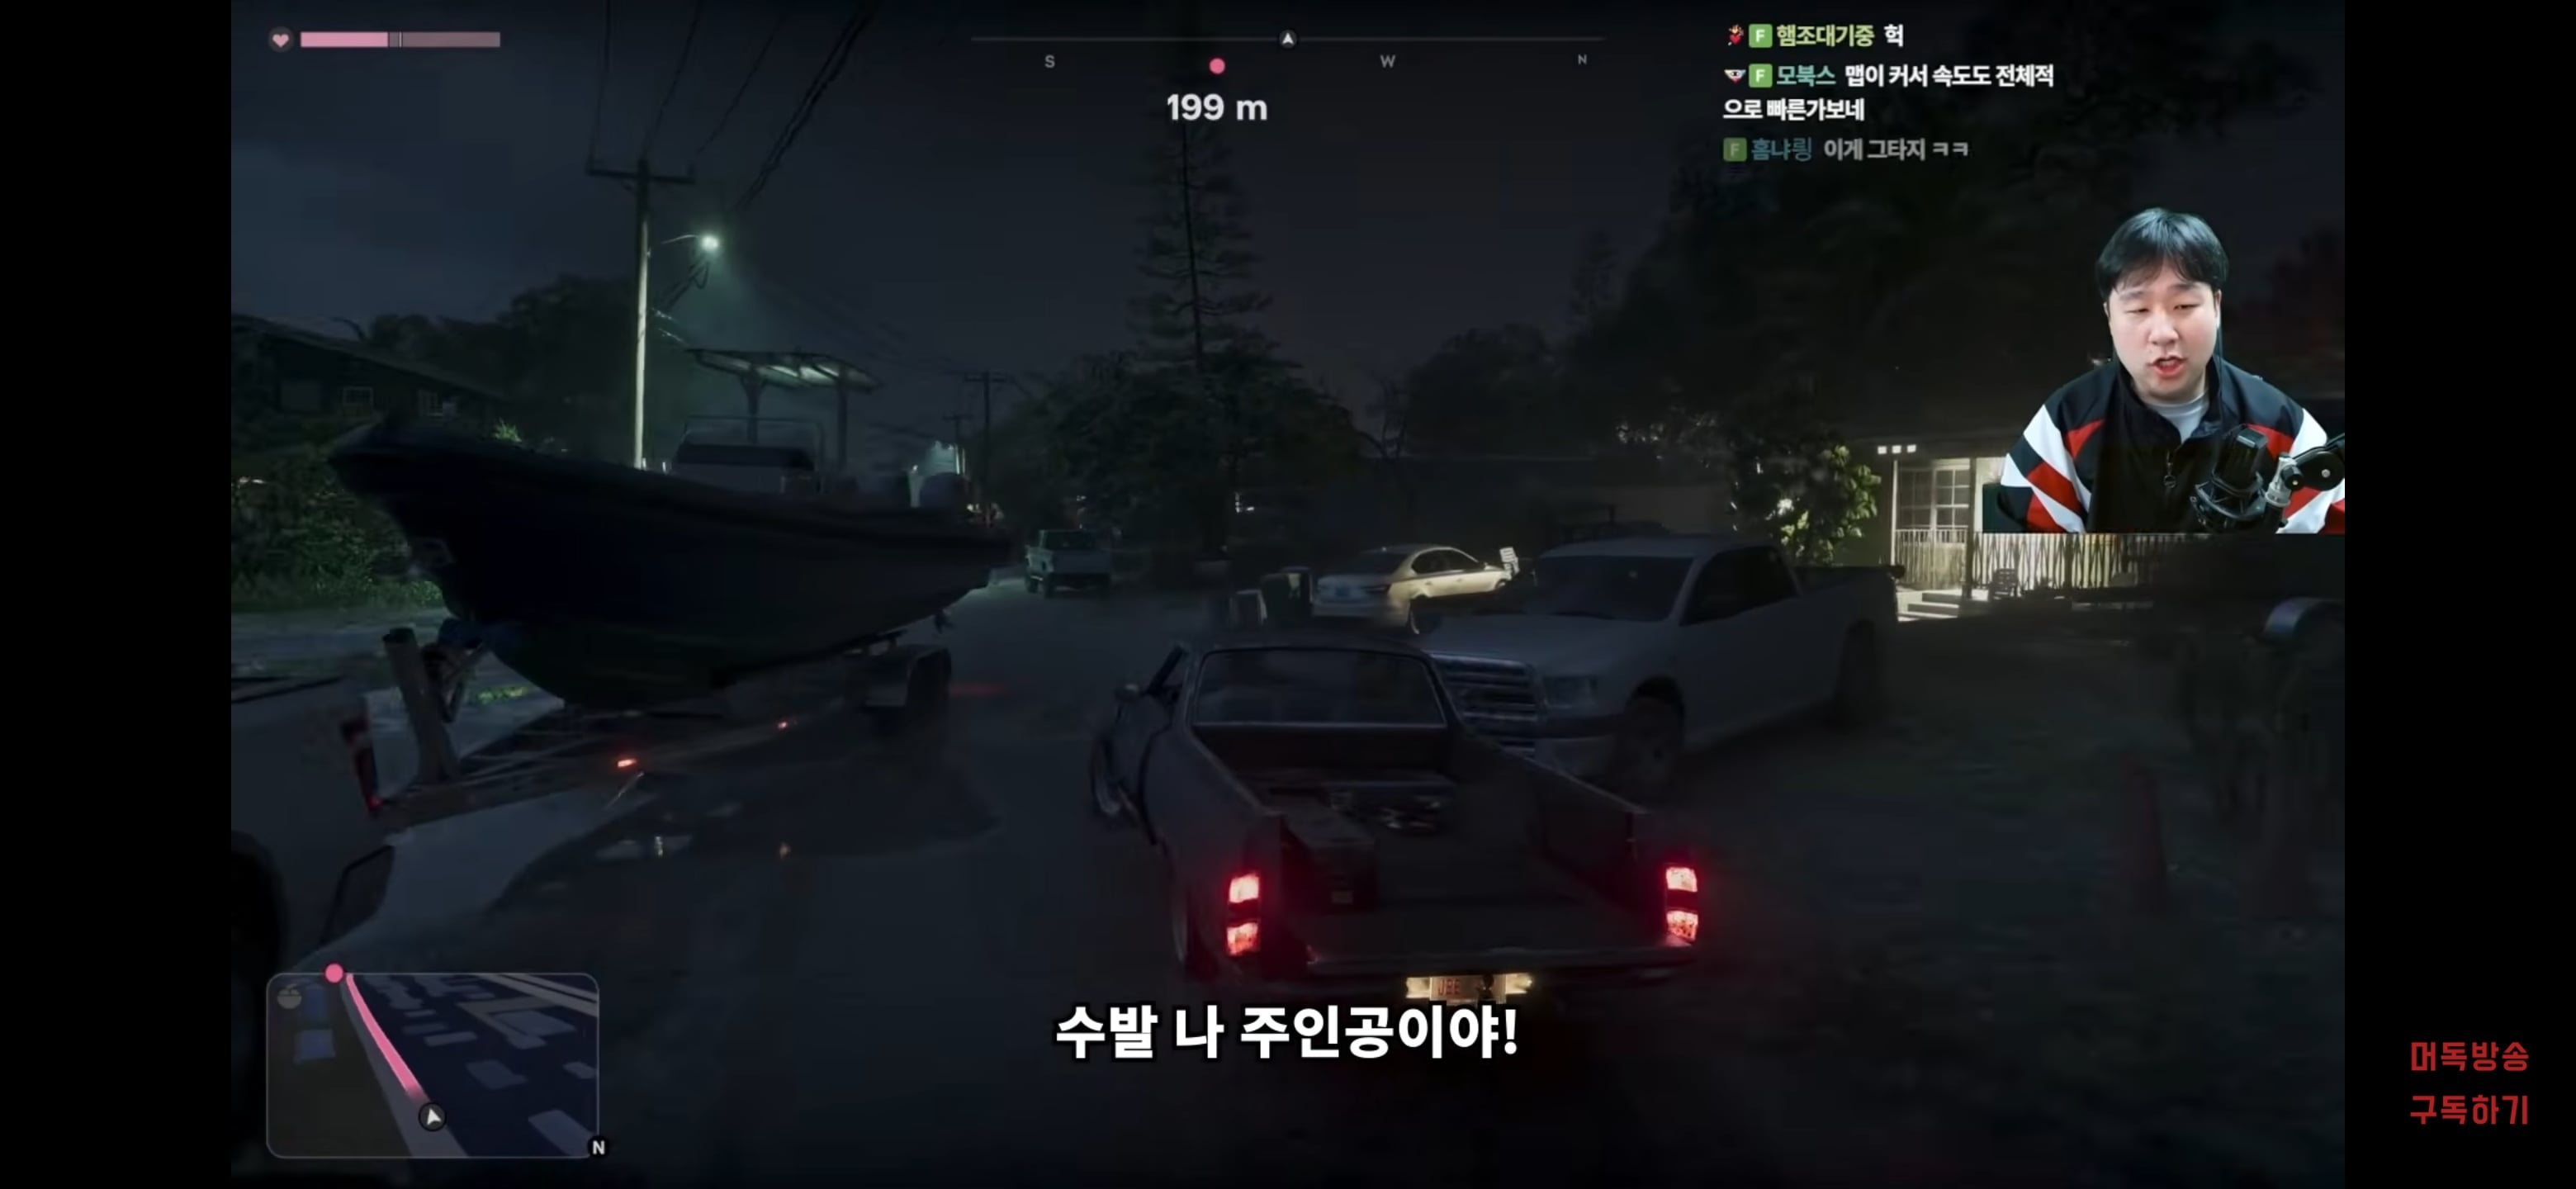 S
W
N
199 m
F 햄조대기중 헉
F 모북스 맵이 커서 속도도 전체적
으로 빠른가보네
F 홈냐링 이게 그타지 ㅋㅋ
수발 나 주인공이야!
N
머독방송
구독하기